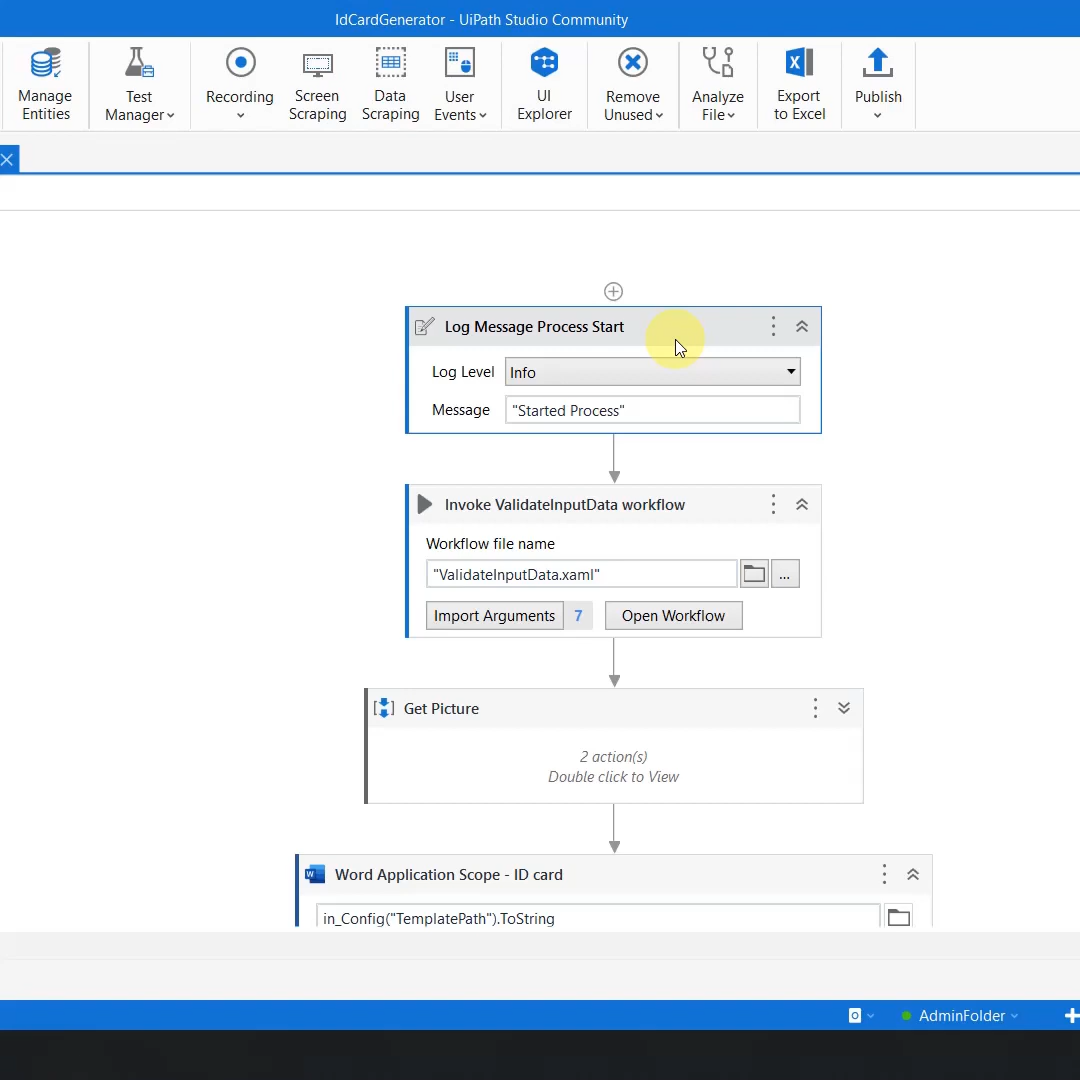 IdCardGenerator - UiPath Studio Community
Manage Entities
Test Manager
Recording
Screen Scraping
Data Scraping
User Events
UI Explorer
Remove Unused
Analyze File
Export to Excel
Publish
Log Message Process Start
Log Level Info
Message "Started Process"
Invoke ValidateInputData workflow
Workflow file name
"ValidateInputData.xaml" ...
Import Arguments 7 Open Workflow
Get Picture
2 action(s)
Double click to View
Word Application Scope - ID card
in_Config("TemplatePath").ToString
AdminFolder